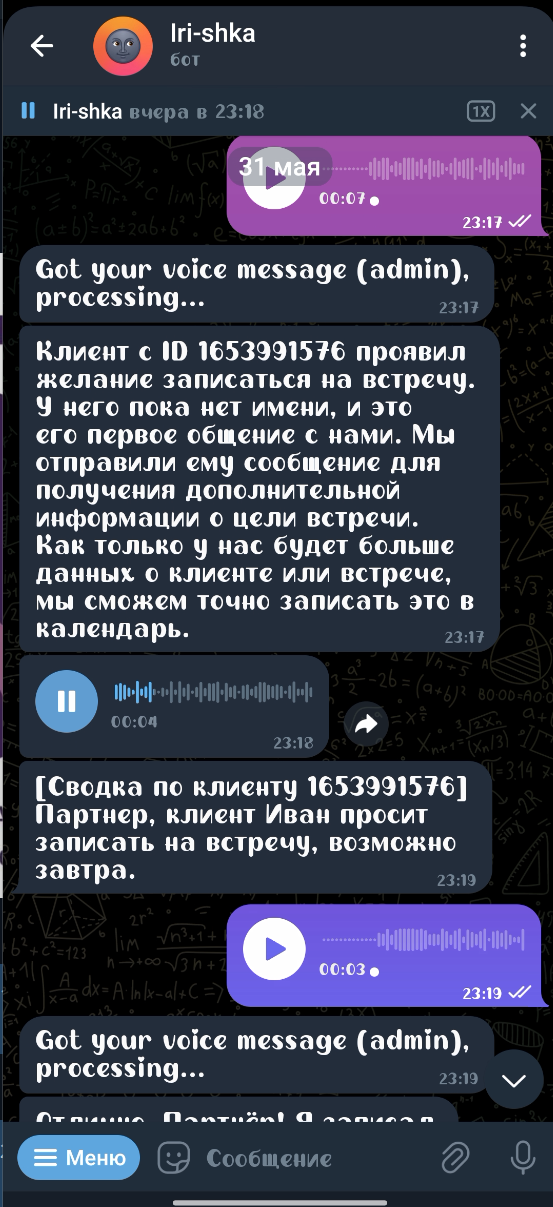 Iri-shka
бот
Iri-shka вчера в 23:18
1X
31 мая
00:07
23:17
Got your voice message (admin),
processing...
23:17
Клиент с ID 1653991576 проявил
желание записаться на встречу.
У него пока нет имени, и это
его первое общение с нами. Мы
отправили ему сообщение для
получения дополнительной
информации о цели встречи.
Как только у нас будет больше
данных о клиенте или встрече,
мы сможем точно записать это в
календарь.
23:17
00:04
23:18
[Сводка по клиенту 1653991576]
Партнер, клиент Иван просит
записать на встречу, возможно
завтра.
23:19
00:03
23:19
Got your voice message (admin),
processing...
23:19
Отлично, Партнёр! Я записал
Меню
Сообщение